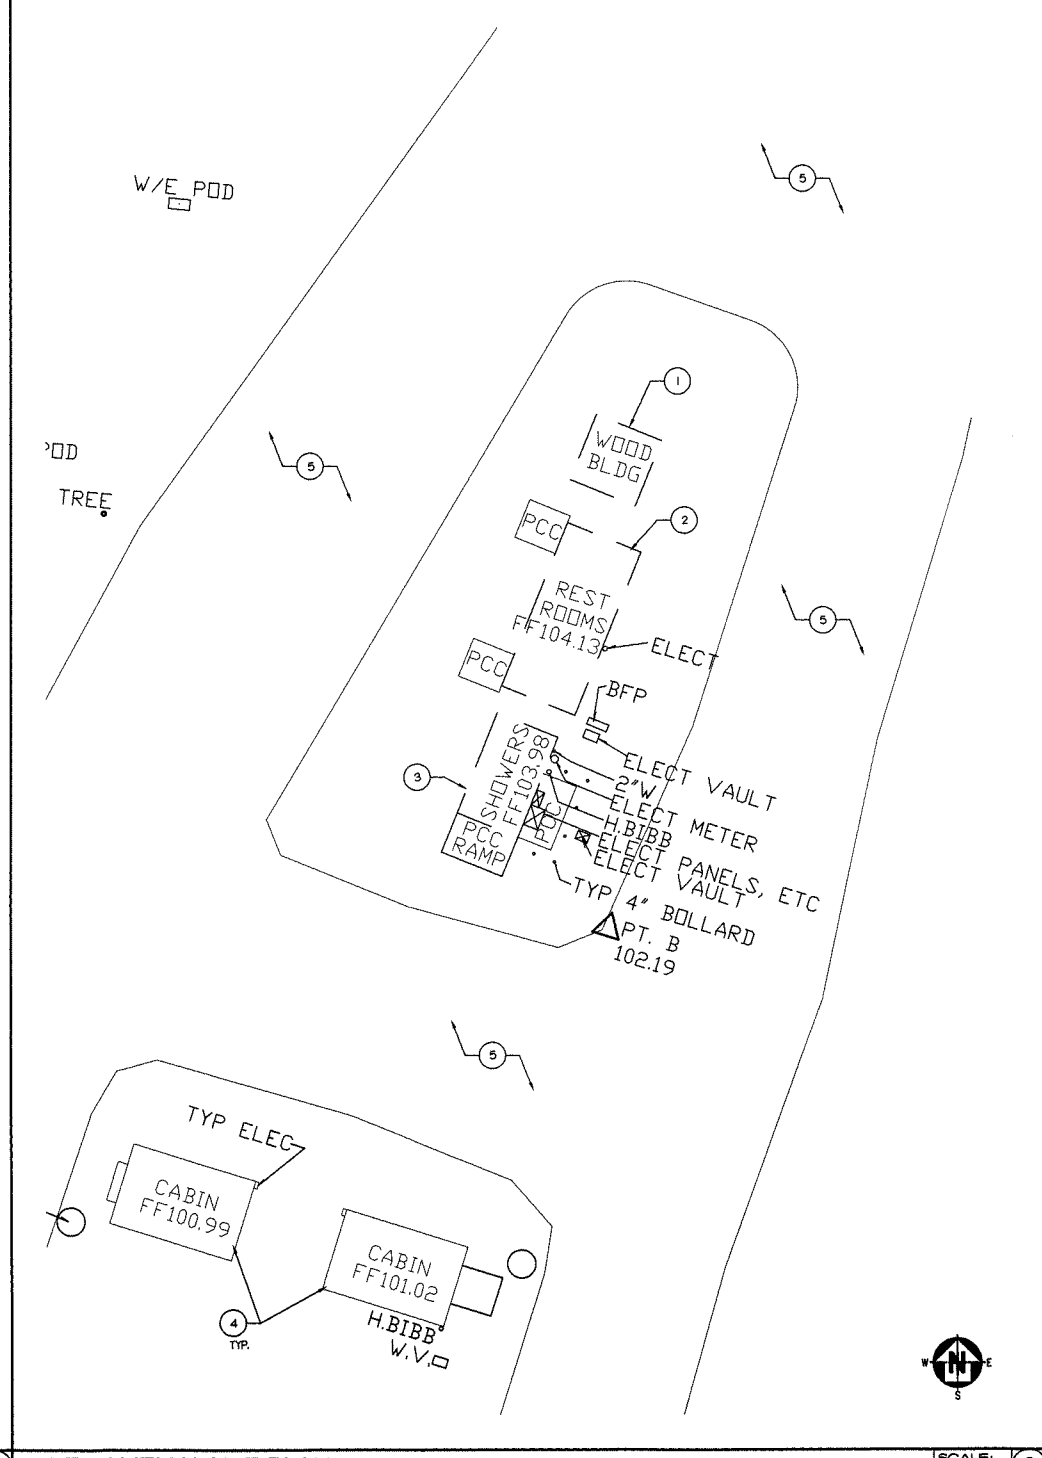 5
W/E POD
1
WOOD
BLDG
OD
5
TREE
PCC
2
REST
ROOMS
FF104.13
5
ELECT
PCC
BFP
SHOWERS
FF103.98
ELECT VAULT
3
2"W
ELECT METER
PCC
H.BIBB
PCC
RAMP
ELECT PANELS, ETC
ELECT VAULT
TYP 4" BOLLARD
PT. B
102.19
5
TYP ELEC
CABIN
FF100.99
CABIN
FF101.02
4
TYP.
H.BIBB
W.V.
N
W
E
S
SCALE: